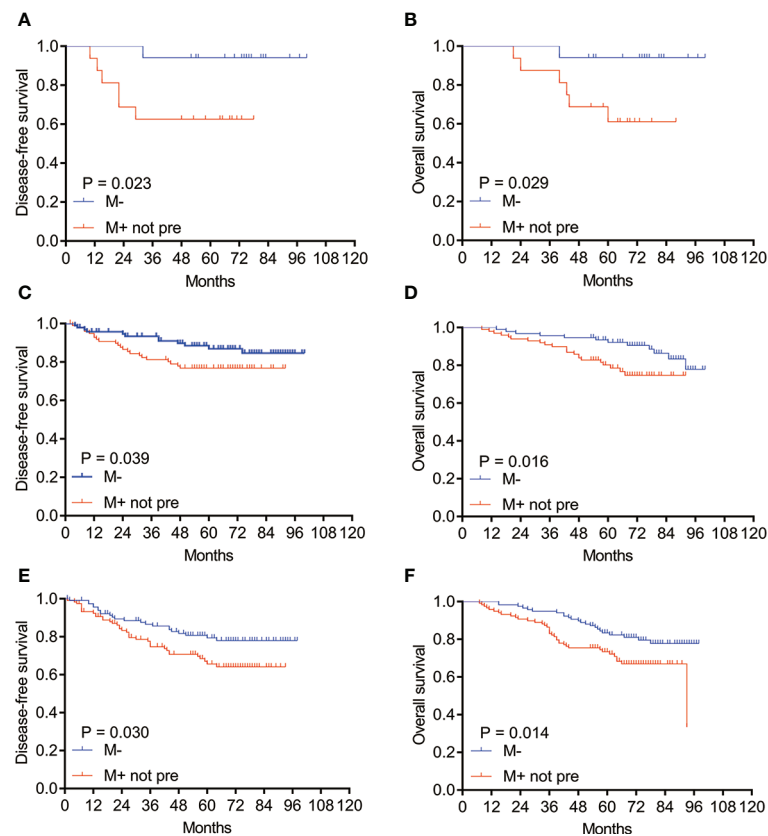 A
Disease-free survival
1.0
0.8
0.6
0.4
0.2
0.0
P = 0.023
M-
M+ not pre
0 12 24 36 48 60 72 84 96 108 120
Months
B
Overall survival
1.0
0.8
0.6
0.4
0.2
0.0
P = 0.029
M-
M+ not pre
0 12 24 36 48 60 72 84 96 108 120
Months
C
Disease-free survival
1.0
0.8
0.6
0.4
0.2
0.0
P = 0.039
M-
M+ not pre
0 12 24 36 48 60 72 84 96 108 120
Months
D
Overall survival
1.0
0.8
0.6
0.4
0.2
0.0
P = 0.016
M-
M+ not pre
0 12 24 36 48 60 72 84 96 108 120
Months
E
Disease-free survival
1.0
0.8
0.6
0.4
0.2
0.0
P = 0.030
M-
M+ not pre
0 12 24 36 48 60 72 84 96 108 120
Months
F
Overall survival
1.0
0.8
0.6
0.4
0.2
0.0
P = 0.014
M-
M+ not pre
0 12 24 36 48 60 72 84 96 108 120
Months